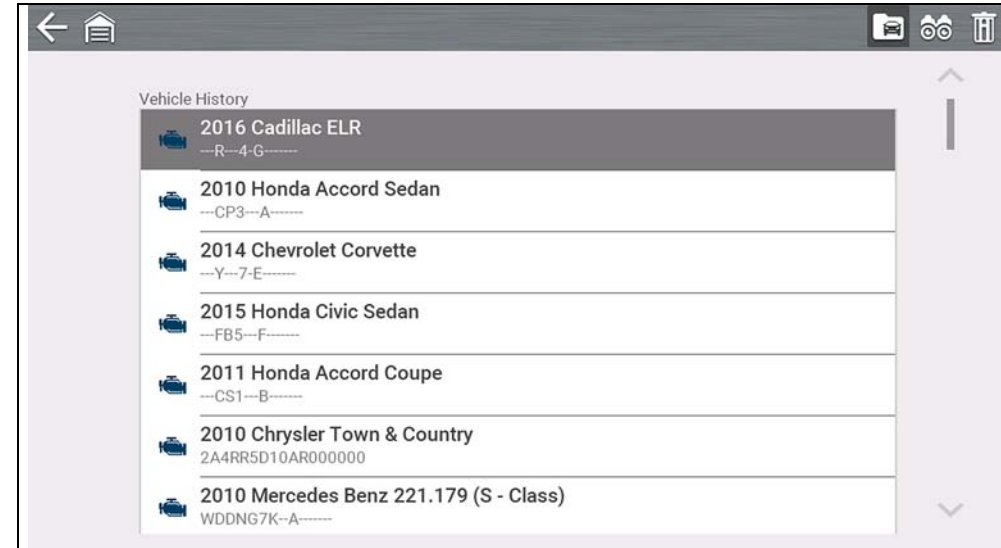 Vehicle History
2016 Cadillac ELR
---R---4-G-------
2010 Honda Accord Sedan
---CP3---A-------
2014 Chevrolet Corvette
---Y---7-E-------
2015 Honda Civic Sedan
---FB5---F-------
2011 Honda Accord Coupe
---CS1---B-------
2010 Chrysler Town & Country
2A4RR5D10AR000000
2010 Mercedes Benz 221.179 (S - Class)
WDDNG7K--A-------